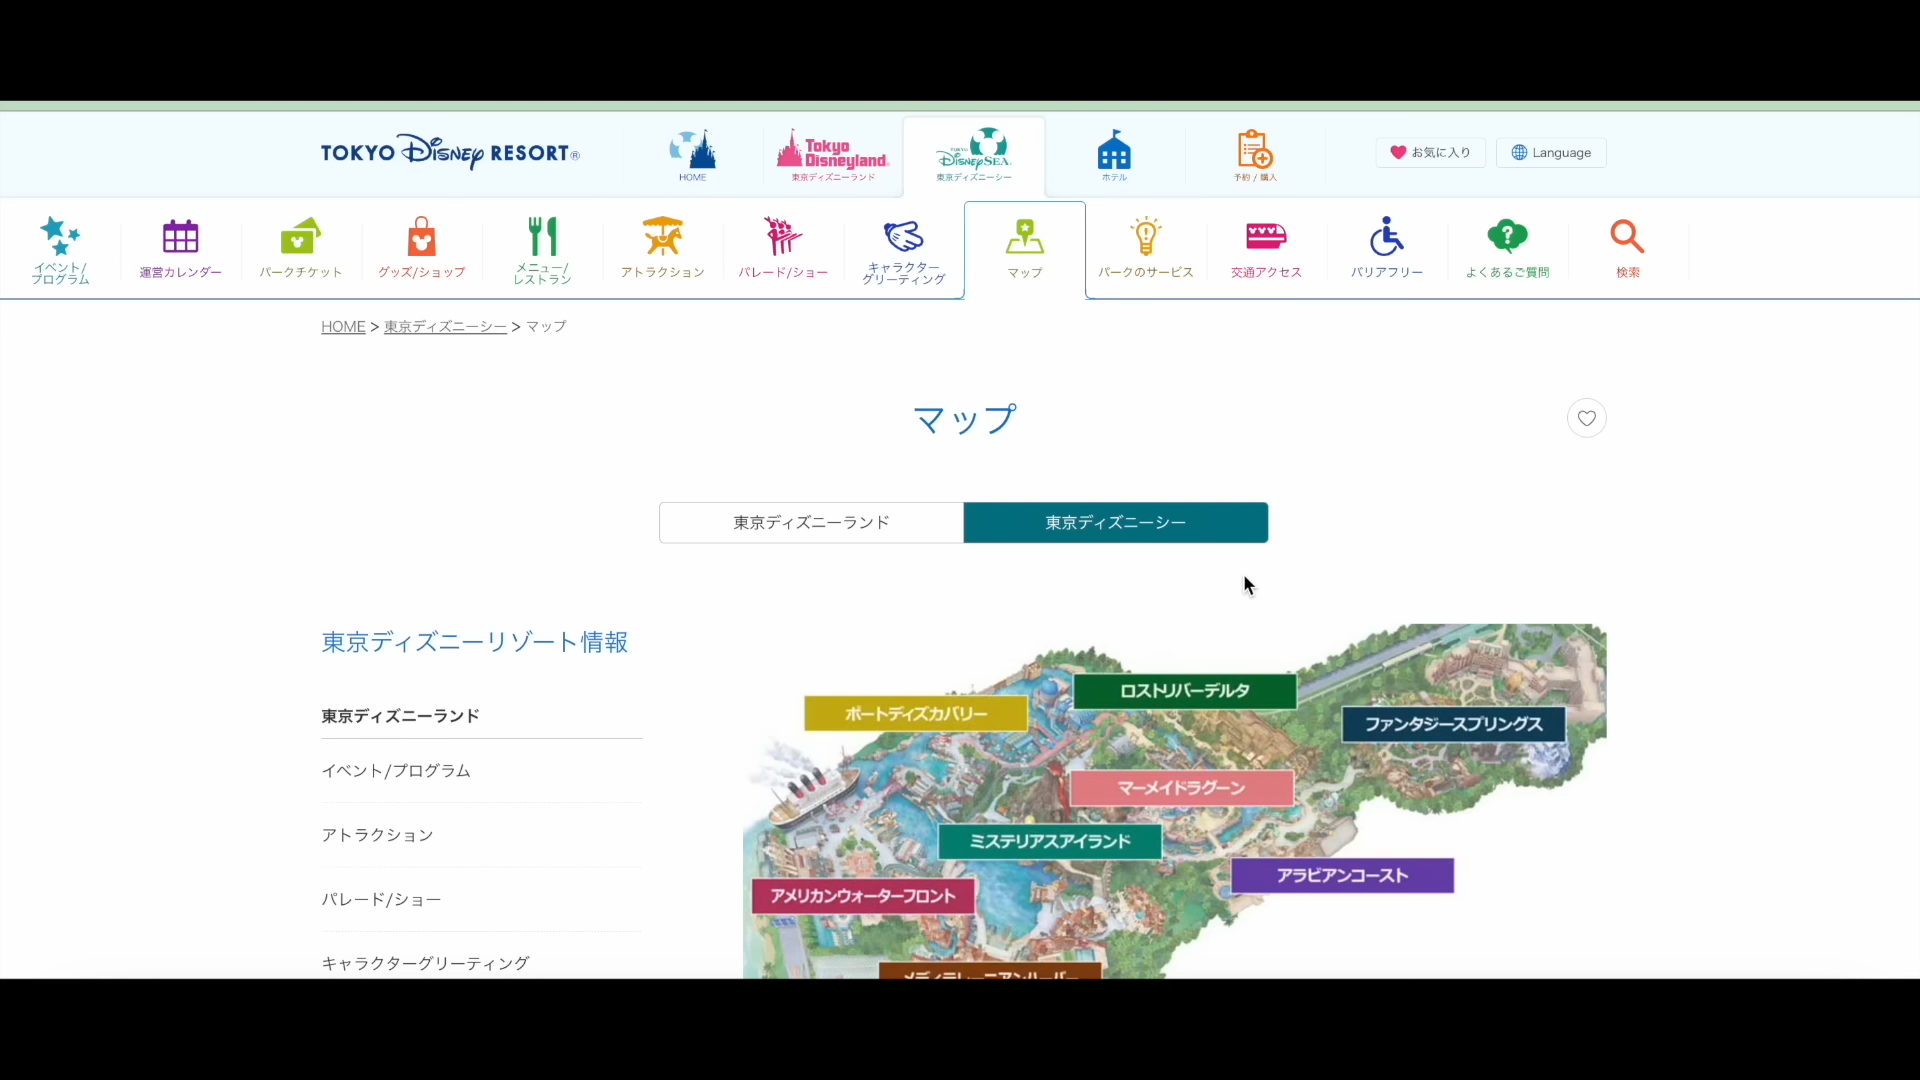 TOKYO Disney RESORT®
HOME
Tokyo Disneyland®
東京ディズニーランド
TOKYO DisneySEA®
東京ディズニーシー
ホテル
予約 / 購入
お気に入り
Language
イベント/
プログラム
運営カレンダー
パークチケット
グッズ/ショップ
メニュー/
レストラン
アトラクション
パレード/ショー
キャラクター
グリーティング
マップ
パークのサービス
交通アクセス
バリアフリー
よくあるご質問
検索
HOME > 東京ディズニーシー > マップ
マップ
東京ディズニーランド
東京ディズニーシー
東京ディズニーリゾート情報
東京ディズニーランド
イベント/プログラム
アトラクション
パレード/ショー
キャラクターグリーティング
ロストリバーデルタ
ポートディズカバリー
ファンタジースプリングス
マーメイドラグーン
ミステリアスアイランド
アラビアンコースト
アメリカンウォーターフロント
メディテレーニアンハーバー